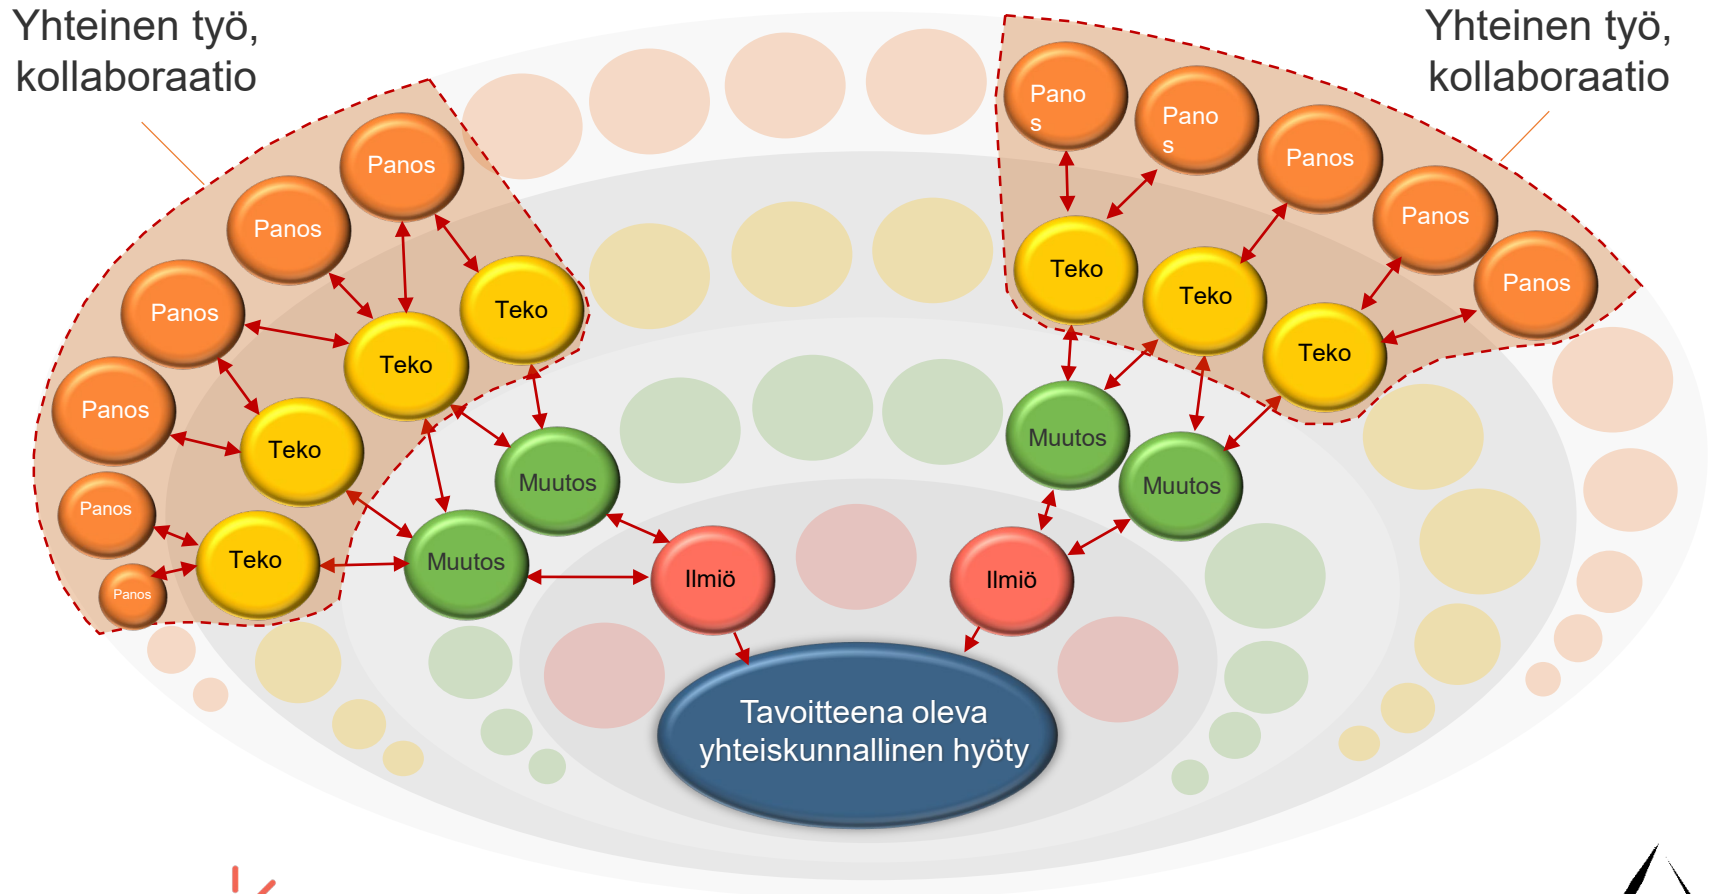 Yhteinen työ,
kollaboraatio
Yhteinen työ,
kollaboraatio
Panos
Panos
Panos
Panos
Panos
Panos
Teko
Teko
Teko
Teko
Muutos
Muutos
Ilmiö
Pano
s
Pano
s
Panos
Panos
Panos
Teko
Teko
Teko
Muutos
Muutos
Ilmiö
Tavoitteena oleva
yhteiskunnallinen hyöty